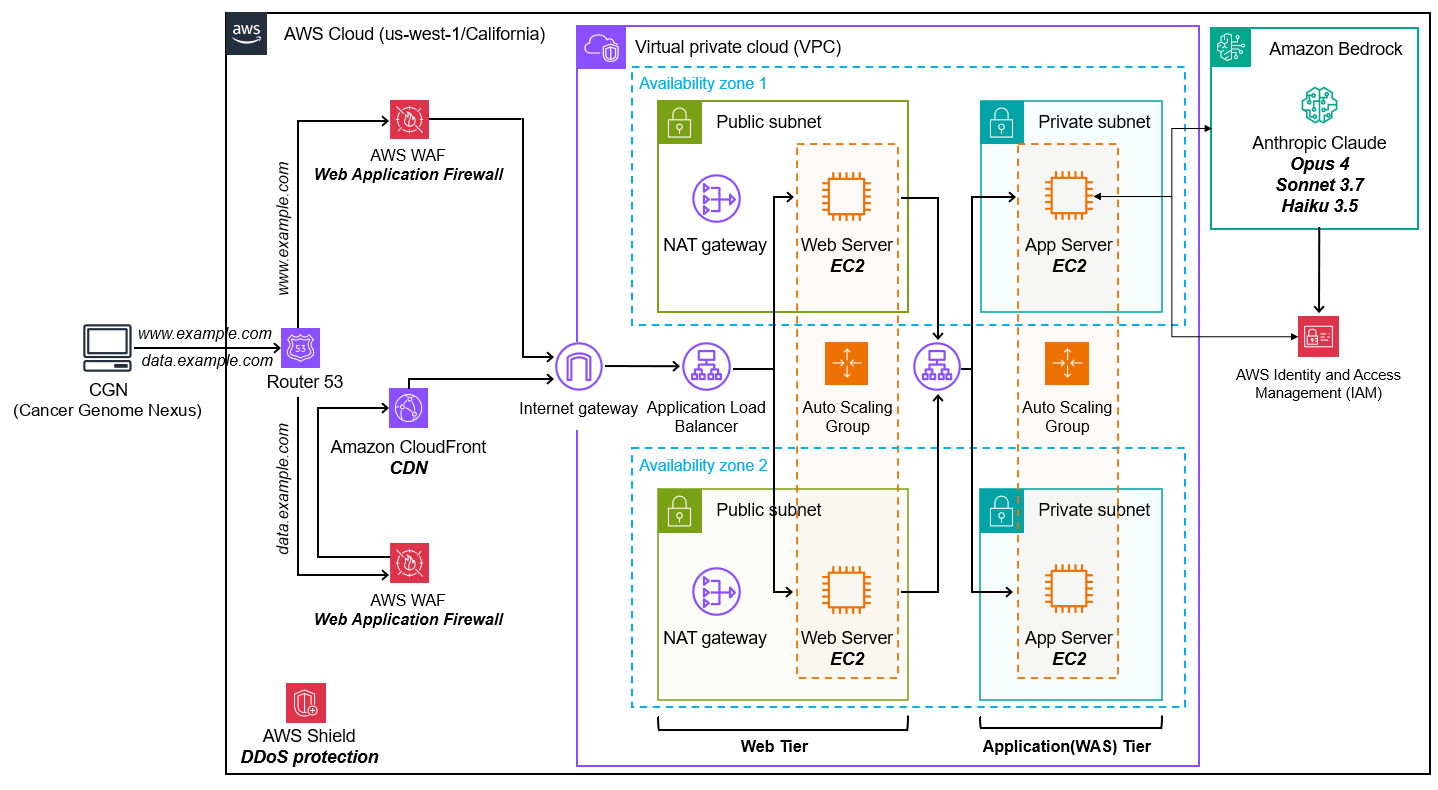 aws
AWS Cloud (us-west-1/California)
Virtual private cloud (VPC)
Amazon Bedrock
Availability zone 1
Public subnet
Private subnet
Anthropic Claude
Opus 4
Sonnet 3.7
Haiku 3.5
AWS WAF
Web Application Firewall
www.example.com
NAT gateway
Web Server
EC2
App Server
EC2
www.example.com
data.example.com
53
Router 53
CGN
(Cancer Genome Nexus)
Internet gateway
Application Load
Balancer
Auto Scaling
Group
Auto Scaling
Group
AWS Identity and Access
Management (IAM)
Amazon CloudFront
CDN
data.example.com
Availability zone 2
Public subnet
Private subnet
AWS WAF
Web Application Firewall
NAT gateway
Web Server
EC2
App Server
EC2
AWS Shield
DDoS protection
Web Tier
Application(WAS) Tier